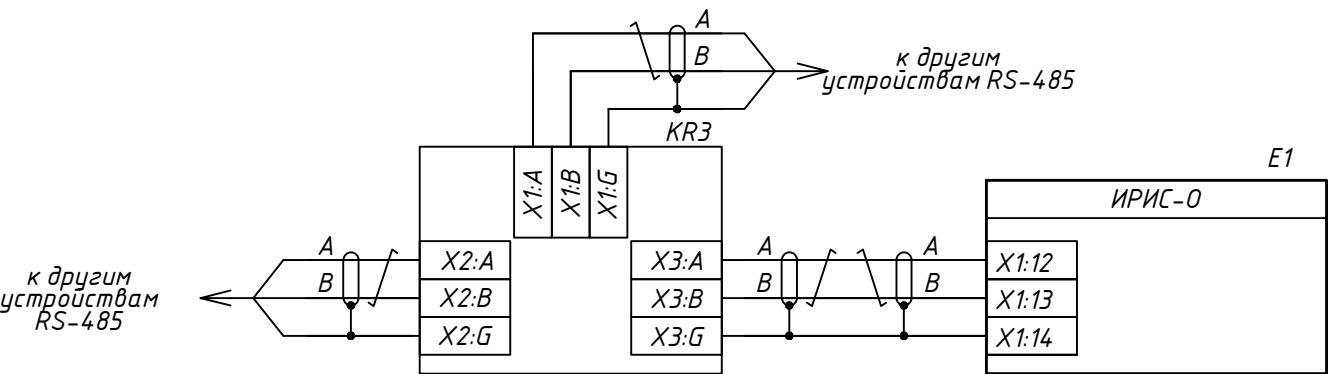 A
B
к другим
устройствам RS-485
KR3
X1:A
X1:B
X1:G
E1
ИРИС-О
A
B
X2:A
X2:B
X2:G
к другим
устройствам
RS-485
X3:A
X3:B
X3:G
A
B
A
B
X1:12
X1:13
X1:14